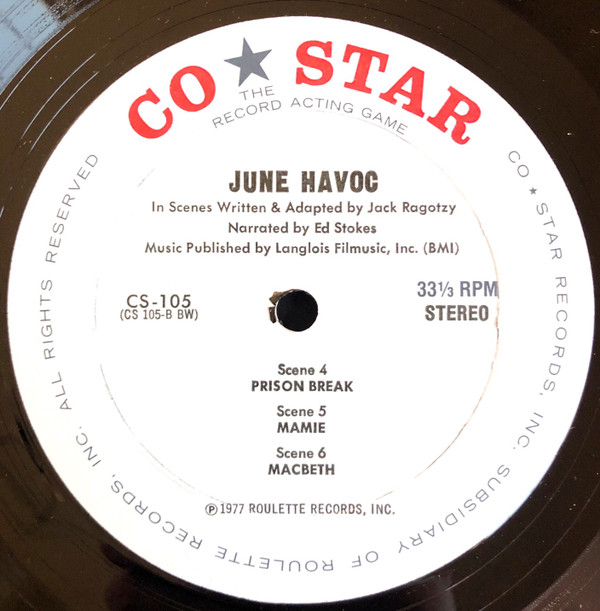 CO ★ STAR
THE
RECORD ACTING GAME
JUNE HAVOC
In Scenes Written & Adapted by Jack Ragotzy
Narrated by Ed Stokes
Music Published by Langlois Filmusic, Inc. (BMI)
CS-105
(CS 105-B BW)
33⅓ RPM
STEREO
Scene 4
PRISON BREAK
Scene 5
MAMIE
Scene 6
MACBETH
℗ 1977 ROULETTE RECORDS, INC.
CO ★ STAR RECORDS, INC. SUBSIDIARY OF ROULETTE RECORDS, INC. ALL RIGHTS RESERVED